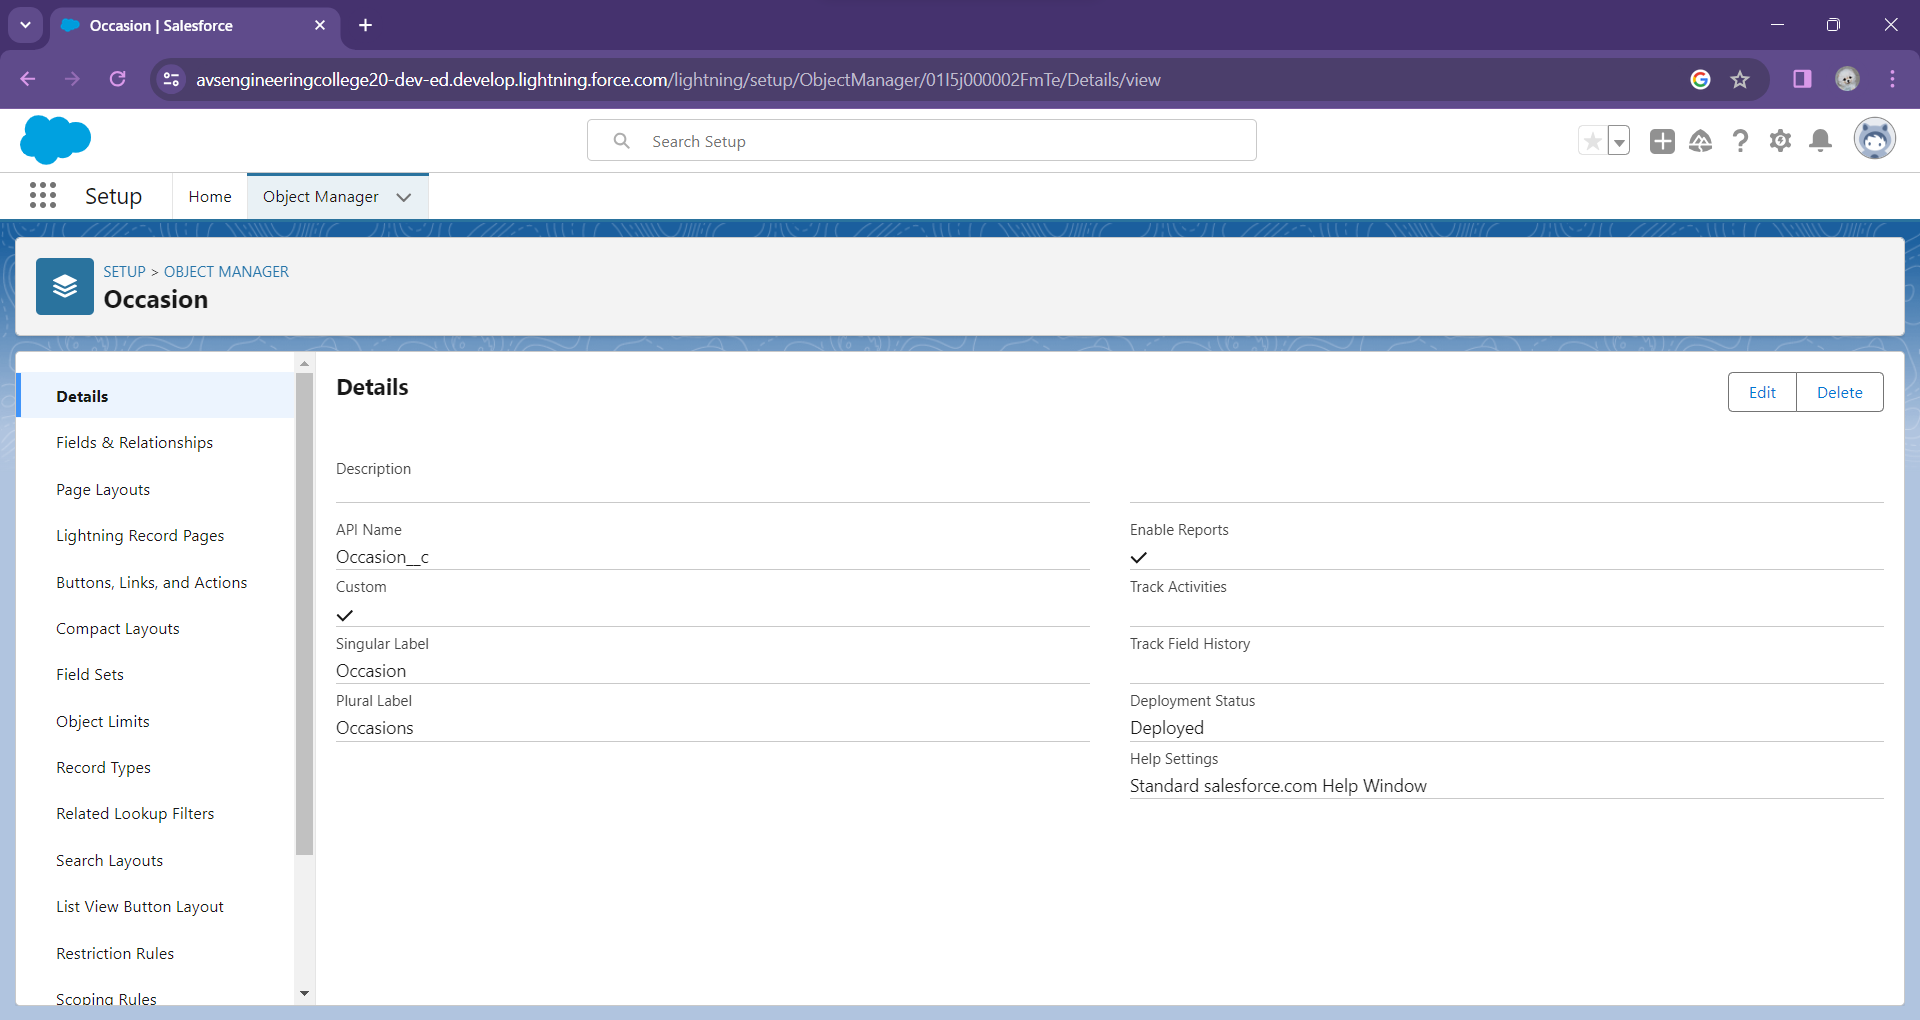 Occasion | Salesforce
avsengineeringcollege20-dev-ed.develop.lightning.force.com/lightning/setup/ObjectManager/01I5j000002FmTe/Details/view
Search Setup
Setup
Home
Object Manager
SETUP > OBJECT MANAGER
Occasion
Details
Fields & Relationships
Page Layouts
Lightning Record Pages
Buttons, Links, and Actions
Compact Layouts
Field Sets
Object Limits
Record Types
Related Lookup Filters
Search Layouts
List View Button Layout
Restriction Rules
Scoping Rules
Details
Edit
Delete
Description
API Name
Occasion__c
Custom
Singular Label
Occasion
Plural Label
Occasions
Enable Reports
Track Activities
Track Field History
Deployment Status
Deployed
Help Settings
Standard salesforce.com Help Window